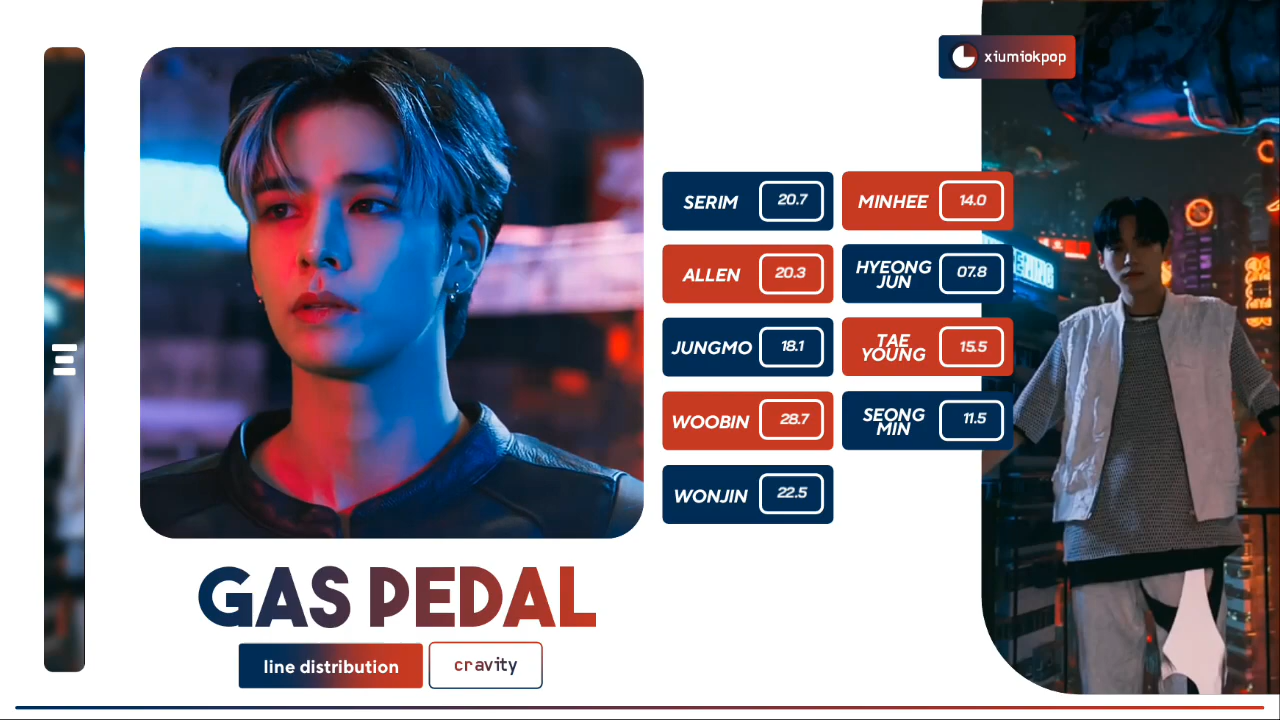 xiumiokpop
SERIM 20.7
MINHEE 14.0
ALLEN 20.3
HYEONG
JUN 07.8
JUNGMO 18.1
TAE
YOUNG 15.5
WOOBIN 28.7
SEONG
MIN 11.5
WONJIN 22.5
GAS PEDAL
line distribution
cravity